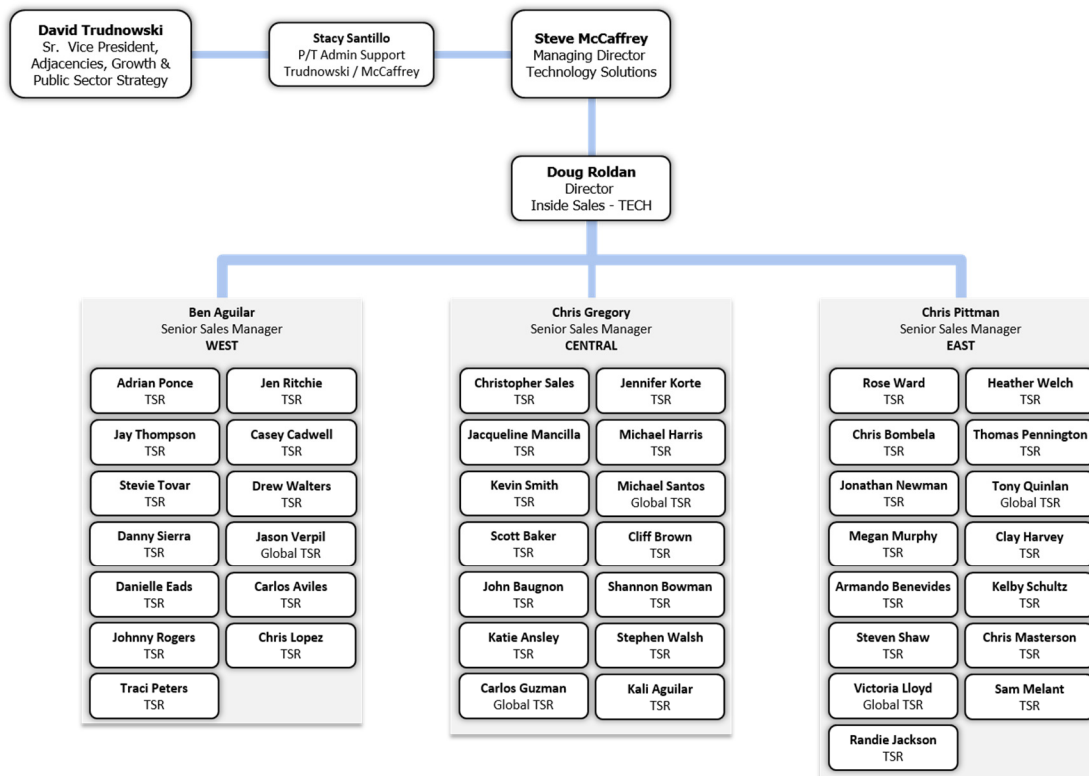 David Trudnowski
Sr. Vice President,
Adjacencies, Growth &
Public Sector Strategy
Stacy Santillo
P/T Admin Support
Trudnowski / McCaffrey
Steve McCaffrey
Managing Director
Technology Solutions
Doug Roldan
Director
Inside Sales - TECH
Ben Aguilar
Senior Sales Manager
WEST
Adrian Ponce
TSR
Jen Ritchie
TSR
Jay Thompson
TSR
Casey Cadwell
TSR
Stevie Tovar
TSR
Drew Walters
TSR
Danny Sierra
TSR
Jason Verpil
Global TSR
Danielle Eads
TSR
Carlos Aviles
TSR
Johnny Rogers
TSR
Chris Lopez
TSR
Traci Peters
TSR
Chris Gregory
Senior Sales Manager
CENTRAL
Christopher Sales
TSR
Jennifer Korte
TSR
Jacqueline Mancilla
TSR
Michael Harris
TSR
Kevin Smith
TSR
Michael Santos
Global TSR
Scott Baker
TSR
Cliff Brown
TSR
John Baugnon
TSR
Shannon Bowman
TSR
Katie Ansley
TSR
Stephen Walsh
TSR
Carlos Guzman
Global TSR
Kali Aguilar
TSR
Chris Pittman
Senior Sales Manager
EAST
Rose Ward
TSR
Heather Welch
TSR
Chris Bombela
TSR
Thomas Pennington
TSR
Jonathan Newman
TSR
Tony Quinlan
Global TSR
Megan Murphy
TSR
Clay Harvey
TSR
Armando Benevides
TSR
Kelby Schultz
TSR
Steven Shaw
TSR
Chris Masterson
TSR
Victoria Lloyd
Global TSR
Sam Melant
TSR
Randie Jackson
TSR